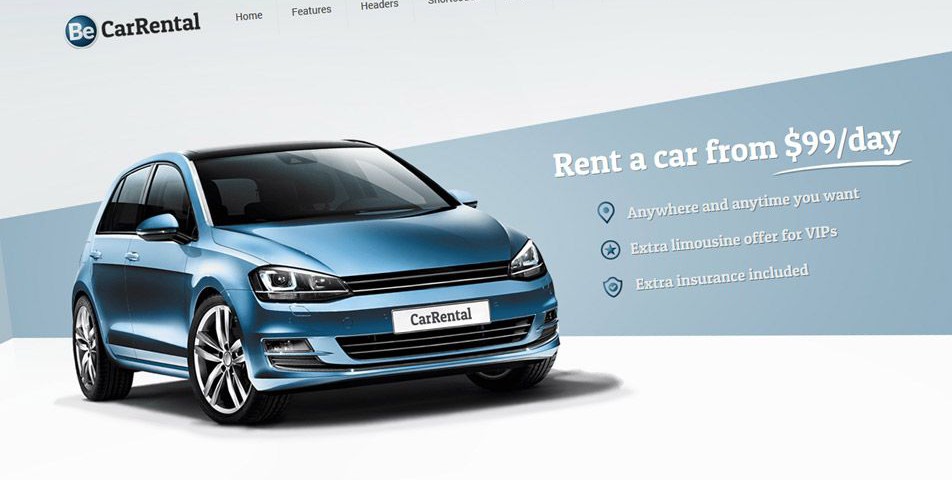 Be CarRental
Home Features Headers
Rent a car from $99/day
Anywhere and anytime you want
Extra limousine offer for VIPs
Extra insurance included
CarRental